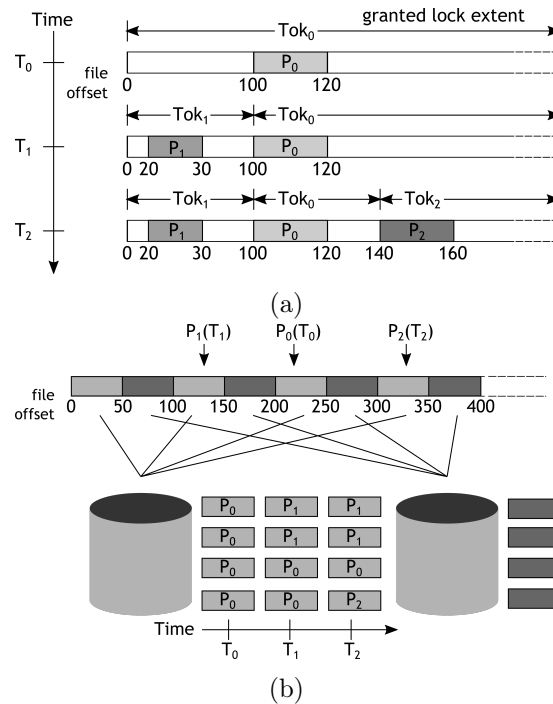 Time
granted lock extent
Tok0
T0
P0
file offset
0 100 120
Tok1 Tok0
T1
P1 P0
0 20 30 100 120
Tok1 Tok0 Tok2
T2
P1 P0 P2
0 20 30 100 120 140 160
(a)
P1(T1) P0(T0) P2(T2)
file offset
0 50 100 150 200 250 300 350 400
P0 P1 P1
P0 P1 P1
P0 P0 P0
P0 P0 P2
Time
T0 T1 T2
(b)